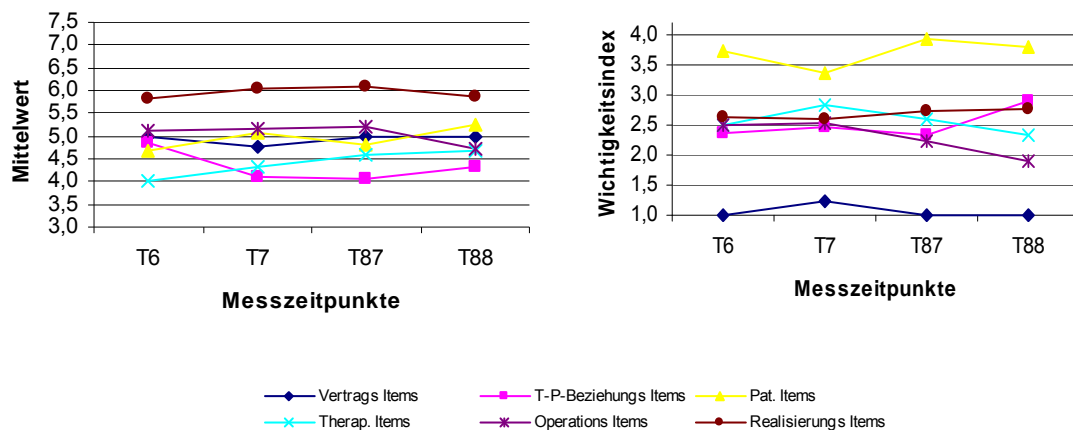 Mittelwert
7,5
7,0
6,5
6,0
5,5
5,0
4,5
4,0
3,5
3,0
T6 T7 T87 T88
Messzeitpunkte
Wichtigkeitsindex
4,0
3,5
3,0
2,5
2,0
1,5
1,0
T6 T7 T87 T88
Messzeitpunkte
Vertrags Items T-P-Beziehungs Items Pat. Items
Therap. Items Operations Items Realisierungs Items